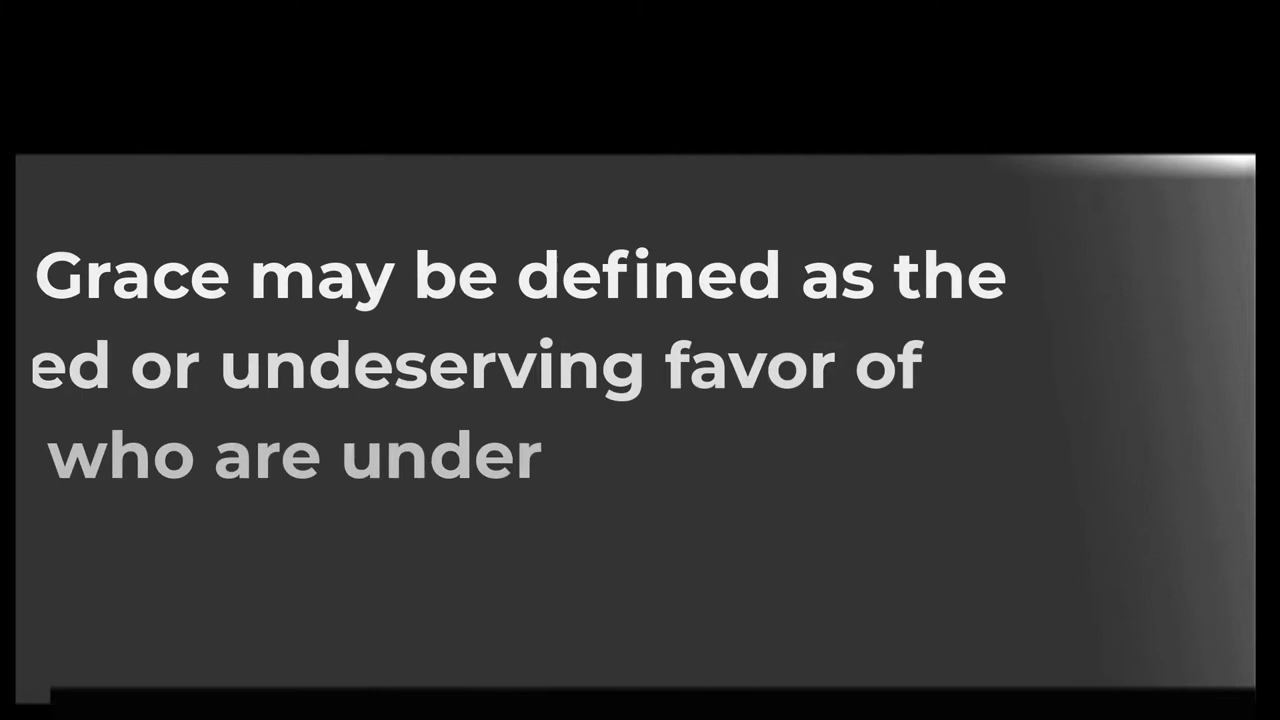 Grace may be defined as the
ed or undeserving favor of
who are under